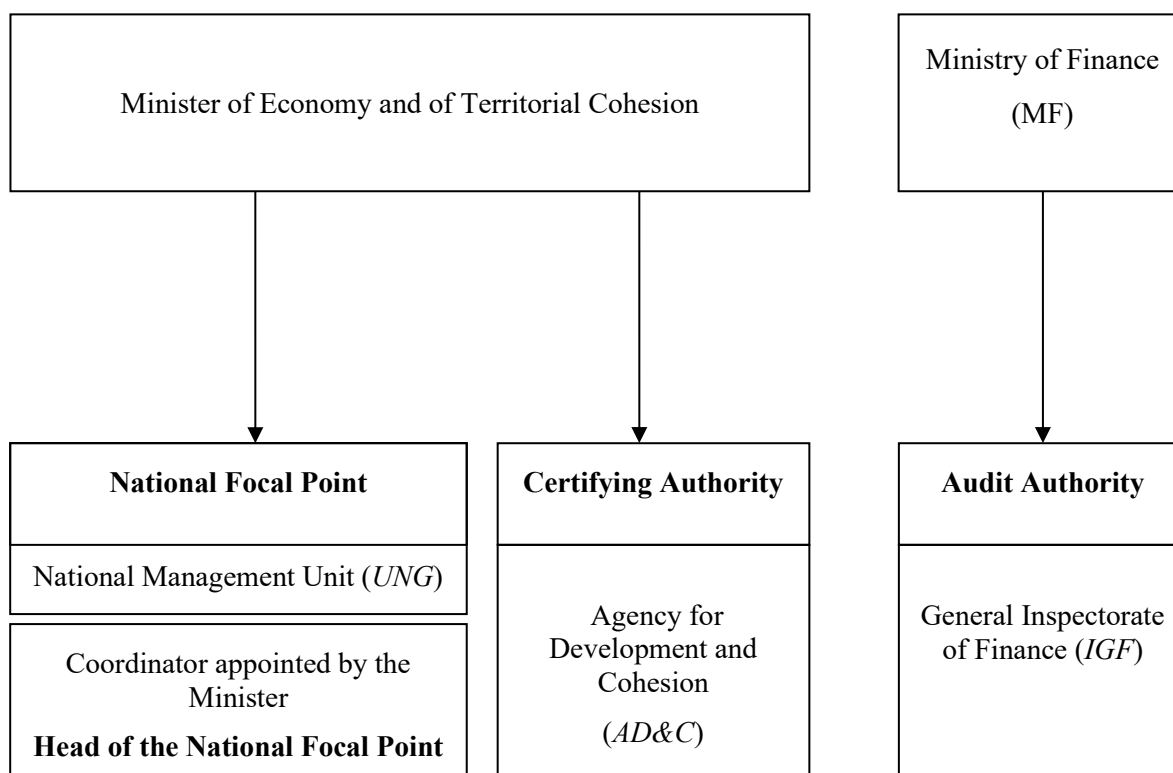 Minister of Economy and of Territorial Cohesion
Ministry of Finance
(MF)
National Focal Point
National Management Unit (UNG)
Coordinator appointed by the
Minister
Head of the National Focal Point
Certifying Authority
Agency for
Development and
Cohesion
(AD&C)
Audit Authority
General Inspectorate
of Finance (IGF)